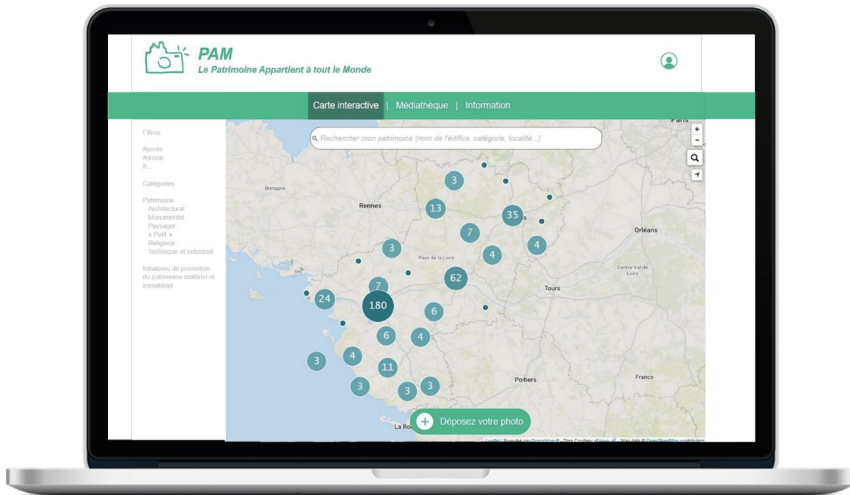 PAM
Le Patrimoine Appartient à tout le Monde
Carte interactive | Médiathèque | Information
Filtres
#ponts
#drone
#...
Catégories
Patrimoine
Architectural
Monumental
Paysager
« Petit »
Religieux
Technique et industriel
Initiatives de promotion
du patrimoine matériel et
immatériel
Rechercher mon patrimoine (nom de l'édifice, catégorie, localité...)
Paris
+
−
Bretagne
Rennes
Pays de la Loire
Orléans
Centre-Val de
Loire
Tours
Poitiers
France
3
13
35
7
3
4
4
62
7
24
180
6
6
4
3
4
11
3
3
3
+ Déposez votre photo